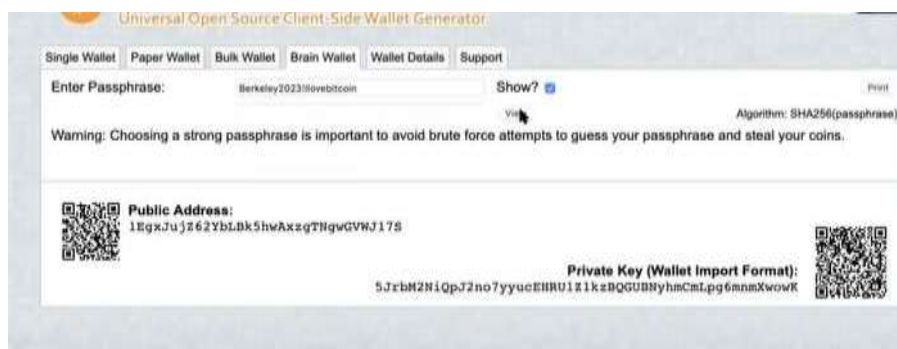 Universal Open Source Client-Side Wallet Generator.
Single Wallet Paper Wallet Bulk Wallet Brain Wallet Wallet Details Support
Enter Passphrase: Show? Print
Algorithm: SHA256(passphrase)
Warning: Choosing a strong passphrase is important to avoid brute force attempts to guess your passphrase and steal your coins.
Public Address:
Private Key (Wallet Import Format):